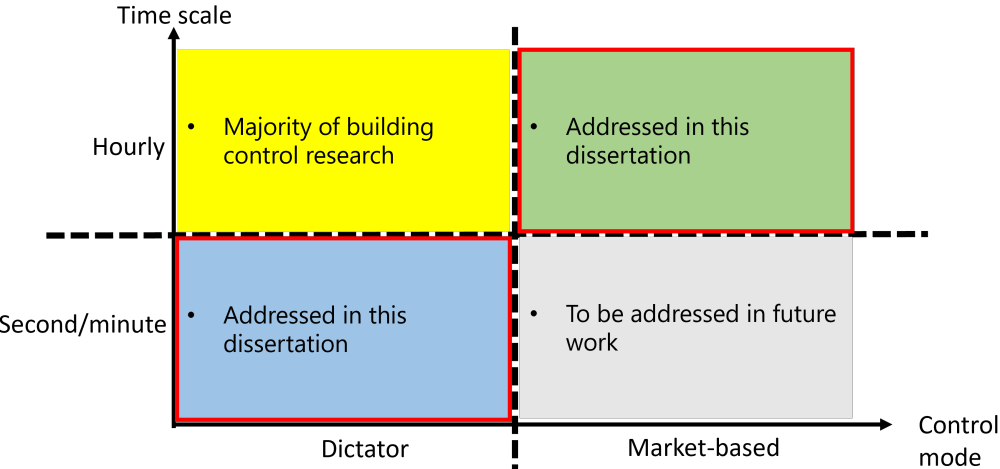 Time scale
Hourly
• Majority of building
control research
• Addressed in this
dissertation
Second/minute
• Addressed in this
dissertation
• To be addressed in future
work
Dictator
Market-based
Control
mode